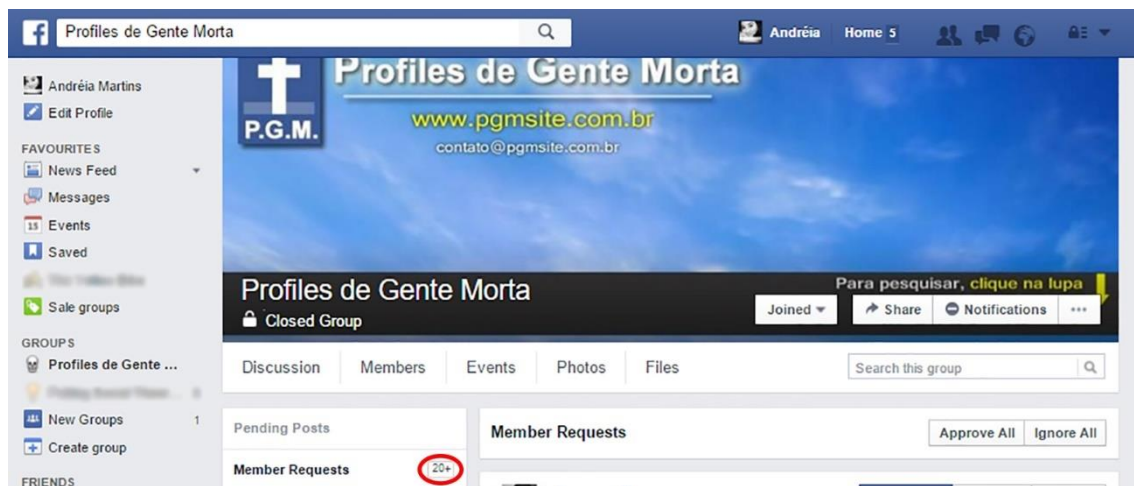 f Profiles de Gente Morta Andréia Home 5
Andréia Martins
Edit Profile
FAVOURITES
News Feed
Messages
15 Events
Saved
Sale groups
GROUPS
Profiles de Gente ...
New Groups 1
Create group
FRIENDS
Profiles de Gente Morta
P.G.M.
www.pgmsite.com.br
contato@pgmsite.com.br
Para pesquisar, clique na lupa
Profiles de Gente Morta
Closed Group
Joined Share Notifications ...
Discussion Members Events Photos Files Search this group
Pending Posts
Member Requests 20+
Member Requests Approve All Ignore All